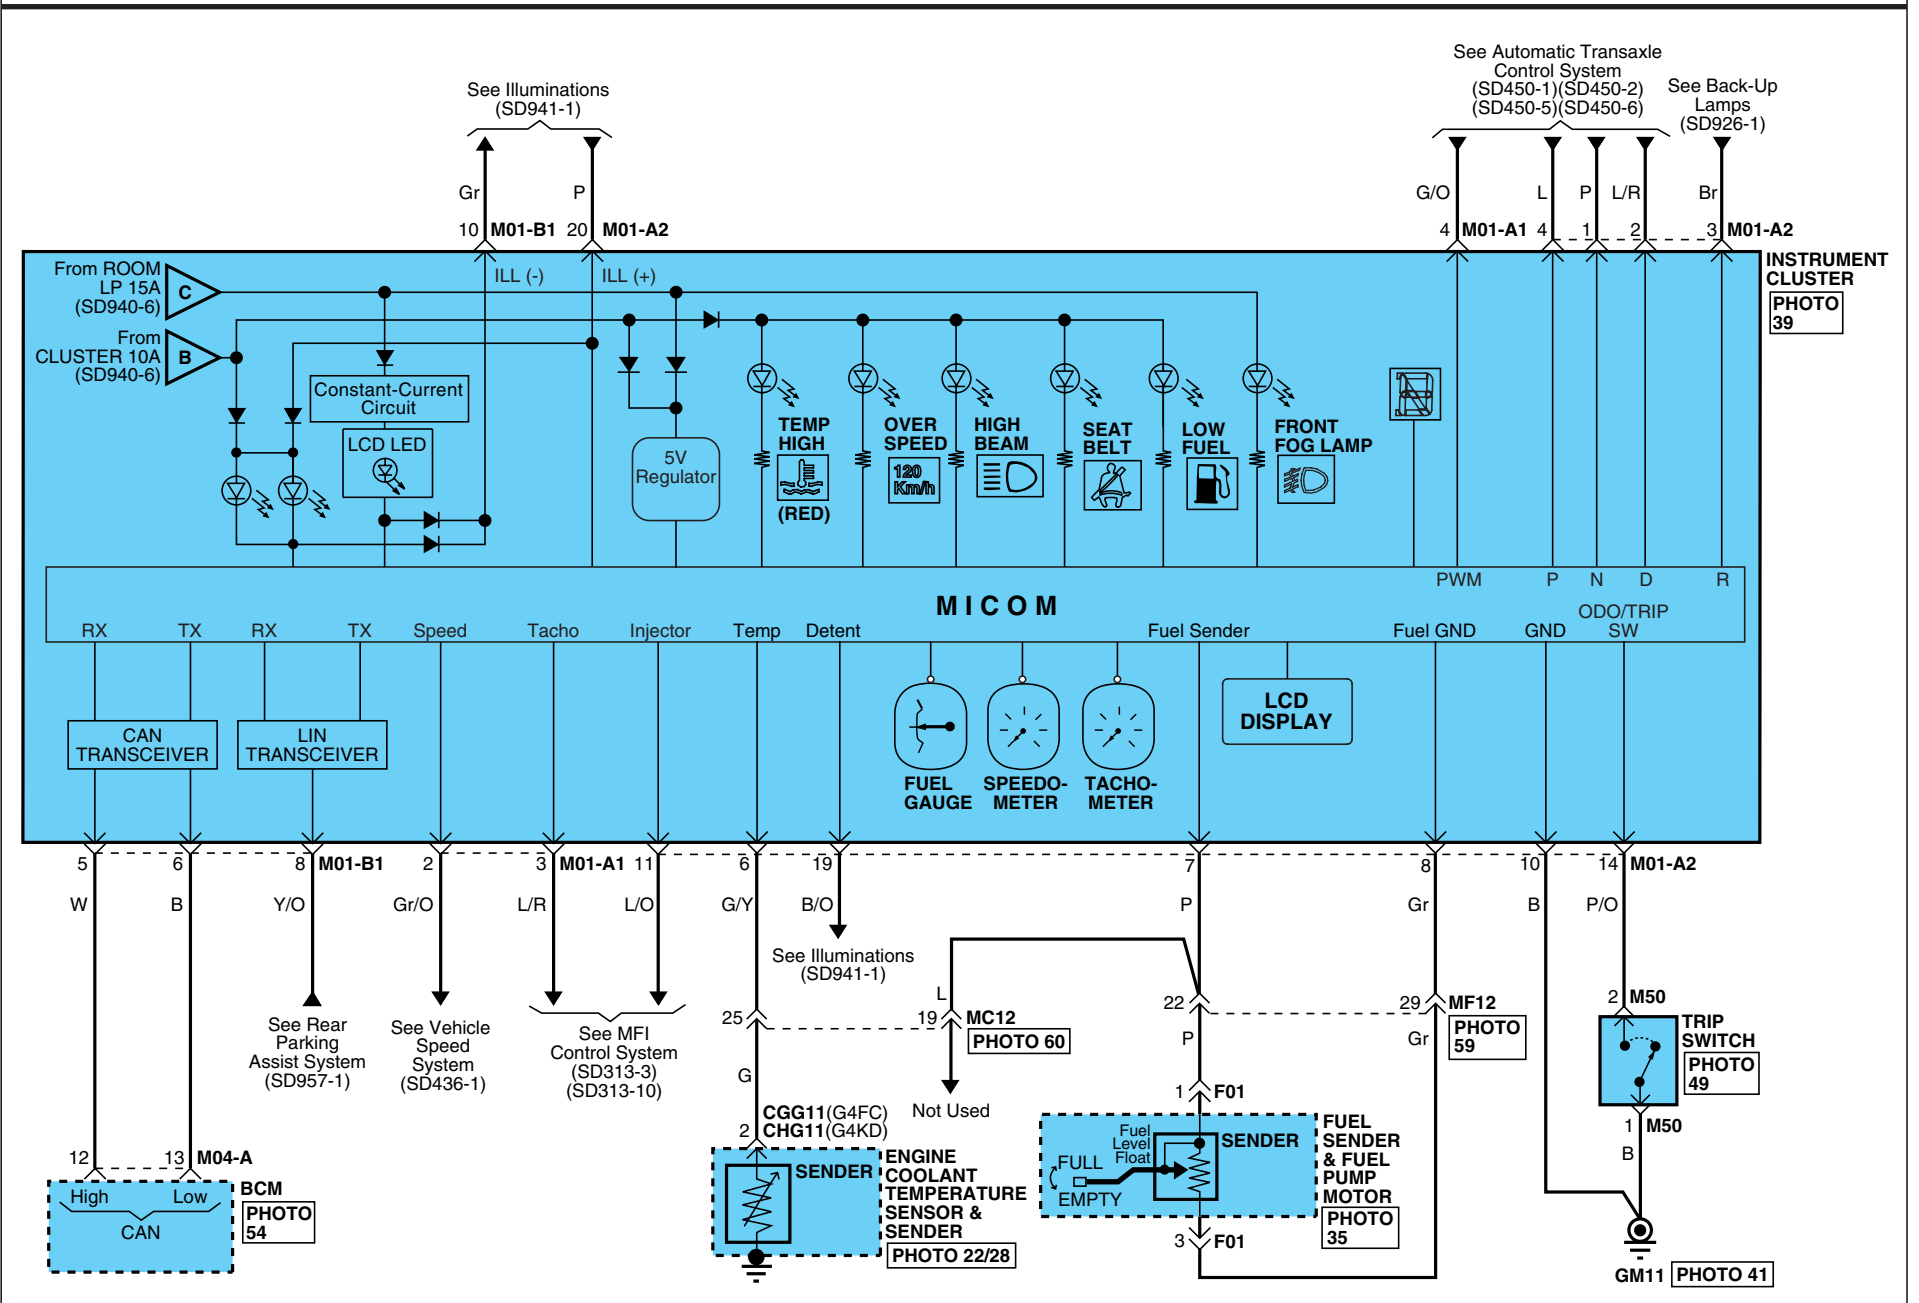 See Illuminations
(SD941-1)
See Automatic Transaxle
Control System
(SD450-1)(SD450-2)
(SD450-5)(SD450-6)
See Back-Up
Lamps
(SD926-1)
Gr
P
G/O
L
P
L/R
Br
10 M01-B1
20 M01-A2
4 M01-A1
4
1
2
3 M01-A2
INSTRUMENT
CLUSTER
PHOTO
39
From ROOM
LP 15A
(SD940-6)
C
ILL (-)
ILL (+)
From
CLUSTER 10A
(SD940-6)
B
Constant-Current
Circuit
LCD LED
5V
Regulator
TEMP
HIGH
(RED)
OVER
SPEED
120
Km/h
HIGH
BEAM
SEAT
BELT
LOW
FUEL
FRONT
FOG LAMP
PWM
P
N
D
R
MICOM
ODO/TRIP
SW
RX
TX
RX
TX
Speed
Tacho
Injector
Temp
Detent
Fuel Sender
Fuel GND
GND
CAN
TRANSCEIVER
LIN
TRANSCEIVER
FUEL
GAUGE
SPEEDO-
METER
TACHO-
METER
LCD
DISPLAY
5
6
8 M01-B1
2
3 M01-A1
11
6
19
7
8
10
14 M01-A2
W
B
Y/O
Gr/O
L/R
L/O
G/Y
B/O
P
Gr
B
P/O
See Illuminations
(SD941-1)
See Rear
Parking
Assist System
(SD957-1)
See Vehicle
Speed
System
(SD436-1)
See MFI
Control System
(SD313-3)
(SD313-10)
25
L
19 MC12
PHOTO 60
Not Used
22
29 MF12
PHOTO
59
P
Gr
2 M50
TRIP
SWITCH
PHOTO
49
1 M50
B
G
CGG11(G4FC)
2 CHG11(G4KD)
SENDER
ENGINE
COOLANT
TEMPERATURE
SENSOR &
SENDER
PHOTO 22/28
1 F01
Fuel
Level
Float
SENDER
FULL
EMPTY
FUEL
SENDER
& FUEL
PUMP
MOTOR
PHOTO
35
3 F01
12
13 M04-A
High
Low
CAN
BCM
PHOTO
54
GM11 PHOTO 41